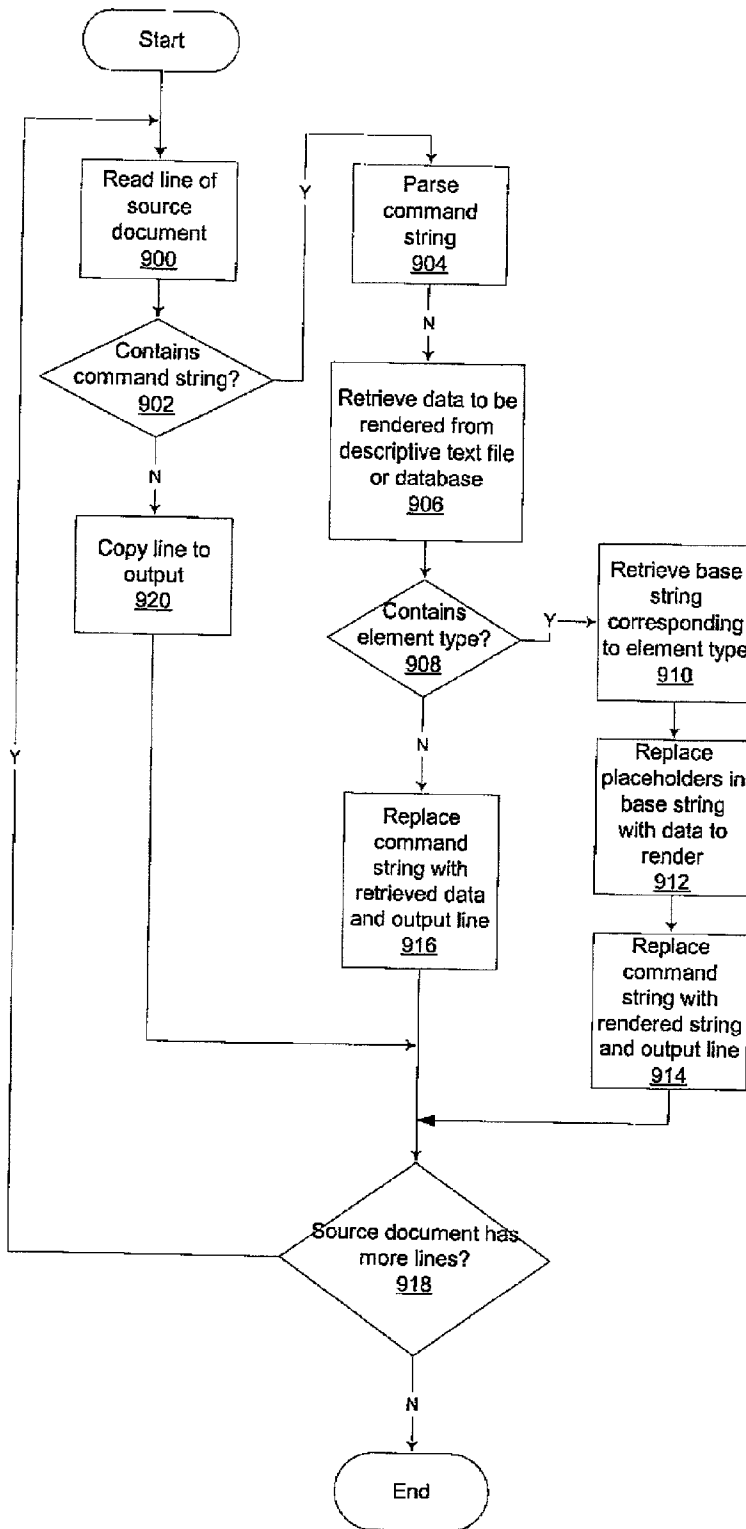 Start
Read line of
source
document
900
Contains
command string?
902
Y
N
Copy line to
output
920
Parse
command
string
904
N
Retrieve data to be
rendered from
descriptive text file
or database
906
Contains
element type?
908
Y
N
Retrieve base
string
corresponding
to element type
910
Replace
placeholders in
base string
with data to
render
912
Replace
command
string with
rendered string
and output line
914
Replace
command
string with
retrieved data
and output line
916
Source document has
more lines?
918
Y
N
End